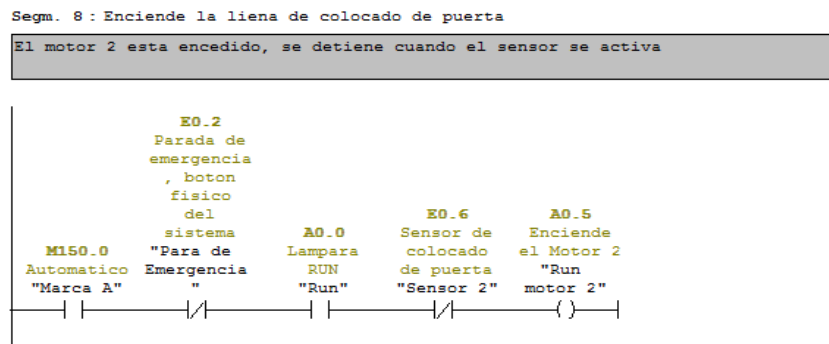 Segm. 8 : Enciende la liena de colocado de puerta
El motor 2 esta encedido, se detiene cuando el sensor se activa
E0.2
Parada de
emergencia
, boton
fisico
del
sistema
"Para de
Emergencia
"
M150.0
Automatico
"Marca A"
A0.0
Lampara
RUN
"Run"
E0.6
Sensor de
colocado
de puerta
"Sensor 2"
A0.5
Enciende
el Motor 2
"Run
motor 2"